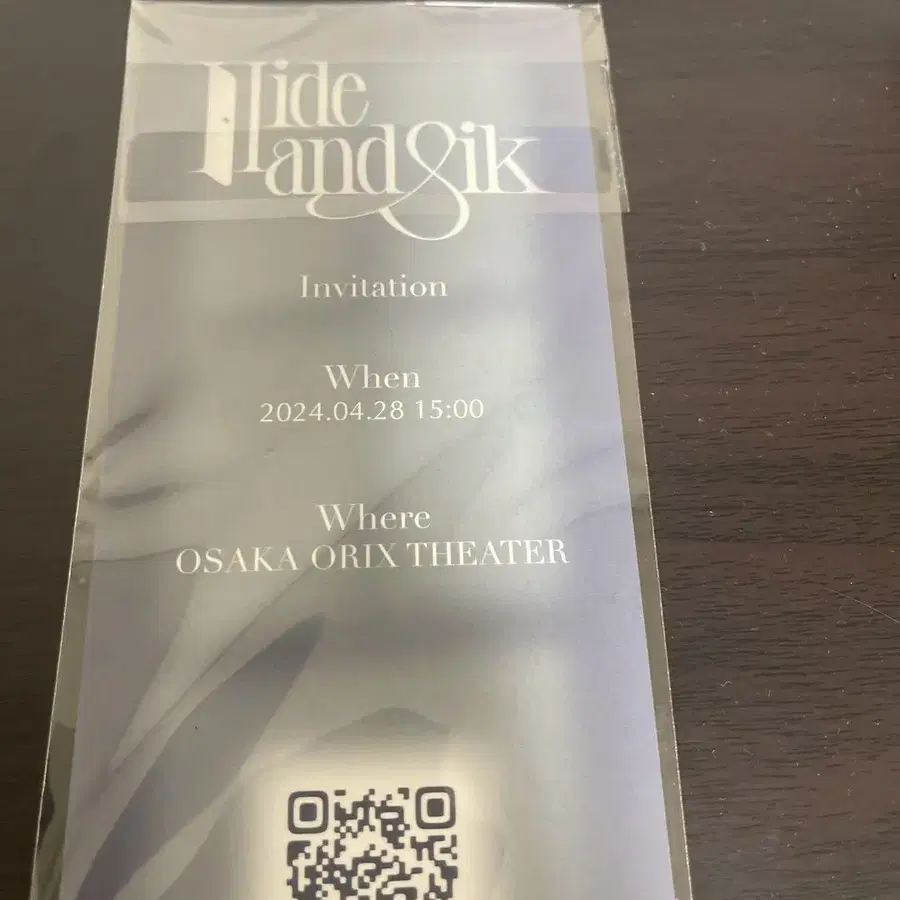 Hide
and Sik
Invitation
When
2024.04.28 15:00
Where
OSAKA ORIX THEATER